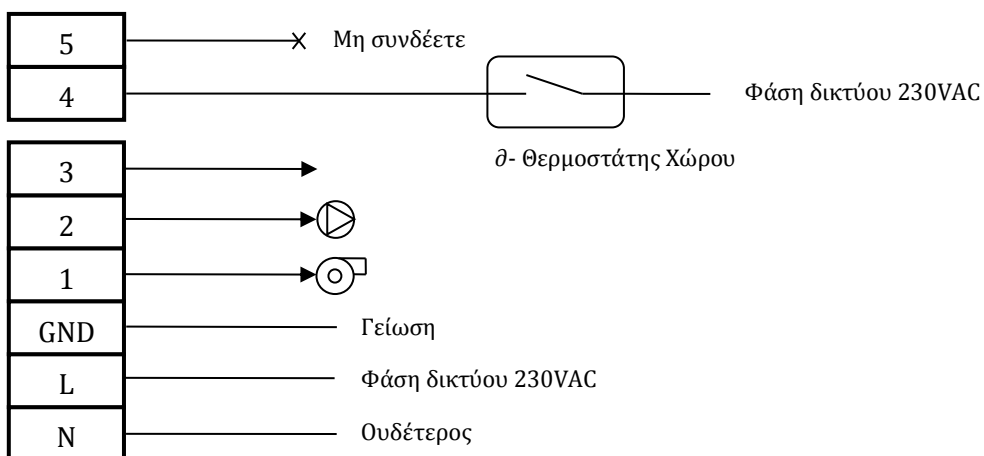 5 Μη συνδέετε
4 Φάση δικτύου 230VAC
∂- Θερμοστάτης Χώρου
3
2
1
GND Γείωση
L Φάση δικτύου 230VAC
N Ουδέτερος